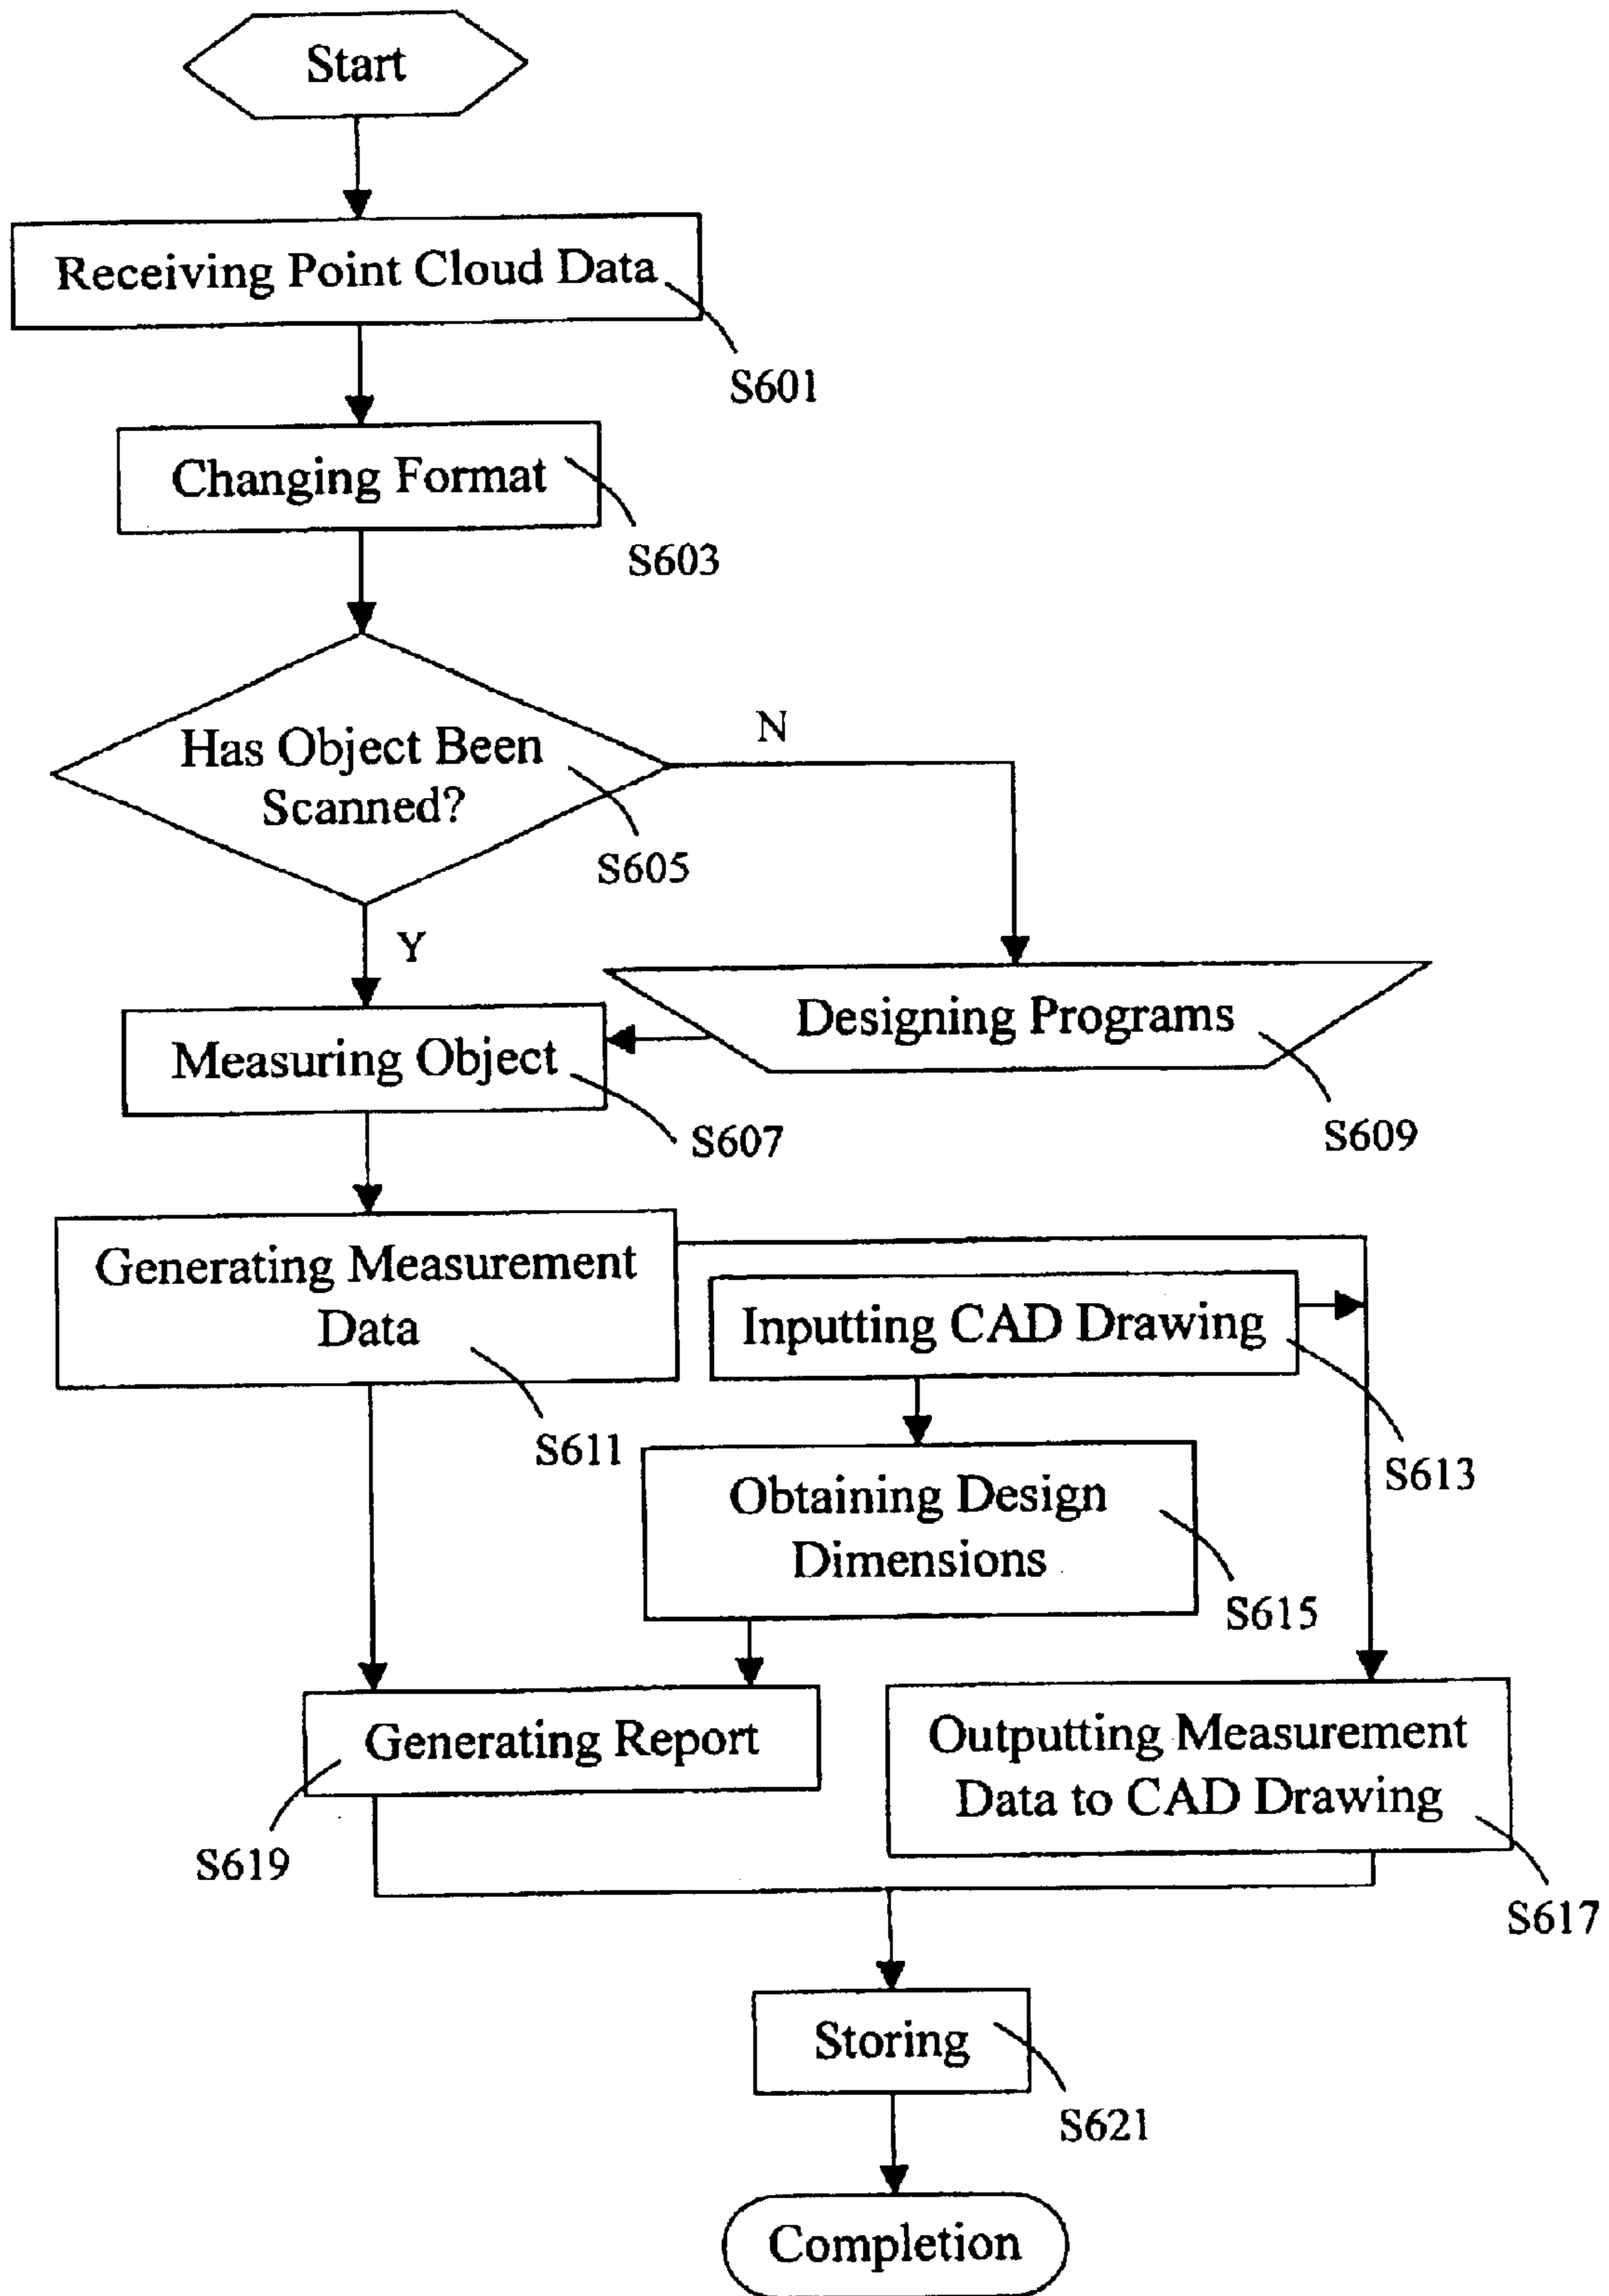 Start
Receiving Point Cloud Data
S601
Changing Format
S603
Has Object Been
Scanned?
S605
N
Y
Designing Programs
S609
Measuring Object
S607
Generating Measurement
Data
S611
Inputting CAD Drawing
S613
Obtaining Design
Dimensions
S615
Generating Report
S619
Outputting Measurement
Data to CAD Drawing
S617
Storing
S621
Completion